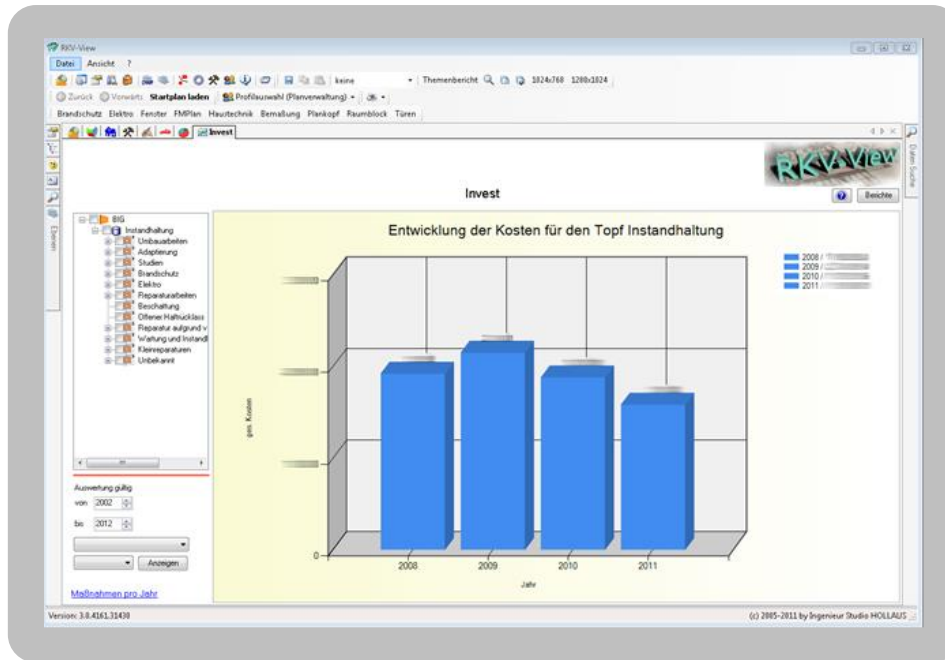 RKV-View
Datei Ansicht ?
keine Themenbericht 1024x768 1280x1024
Zurück Vorwärts Startplan laden Profilauswahl (Planverwaltung)
Brandschutz Elektro Fenster FMPlan Haustechnik Bemaßung Plankopf Raumblock Türen
Invest
Daten Suche
RKV-View
Invest
Berichte
Ebenen
BIG
Instandhaltung
Umbauarbeiten
Adaptierung
Studien
Brandschutz
Elektro
Reparaturarbeiten
Beschattung
Offener Haftrücklass
Reparatur aufgrund v
Wartung und Instandl
Kleinreparaturen
Unbekannt
Entwicklung der Kosten für den Topf Instandhaltung
2008 /
2009 /
2010 /
2011
ges. Kosten
0
2008 2009 2010 2011
Jahr
Auswertung gültig
von 2002
bis 2012
Anzeigen
Maßnahmen pro Jahr
Version: 3.0.4161.31430
(c) 2005-2011 by Ingenieur Studio HOLLAUS